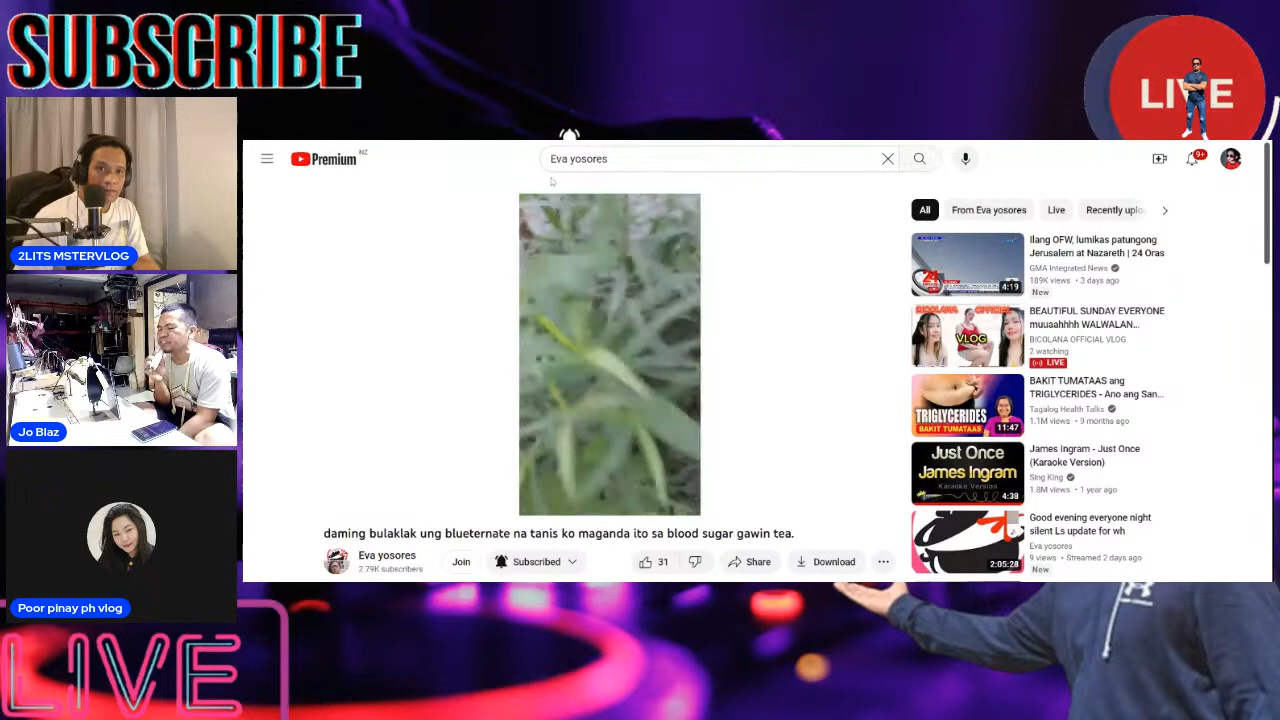 SUBSCRIBE
LIVE
2LITS MSTERVLOG
Jo Blaz
Poor pinay ph vlog
LIVE
Premium NZ
Eva yosores
9+
daming bulaklak ung blueternate na tanis ko maganda ito sa blood sugar gawin tea.
Eva yosores
2.79K subscribers
Join
Subscribed
31
Share
Download
All
From Eva yosores
Live
Recently uplo
4:19
Ilang OFW, lumikas patungong
Jerusalem at Nazareth | 24 Oras
GMA Integrated News
189K views • 3 days ago
New
BICOLANA OFFICIAL
VLOG
BEAUTIFUL SUNDAY EVERYONE
muuaahhhh WALWALAN...
BICOLANA OFFICIAL VLOG
2 watching
LIVE
TRIGLYCERIDES
BAKIT TUMATAAS
11:47
BAKIT TUMATAAS ang
TRIGLYCERIDES - Ano ang San...
Tagalog Health Talks
1.1M views • 9 months ago
Just Once
James Ingram
Karaoke Version
4:38
James Ingram - Just Once
(Karaoke Version)
Sing King
1.8M views • 1 year ago
2:05:28
Good evening everyone night
silent Ls update for wh
Eva yosores
9 views • Streamed 2 days ago
New